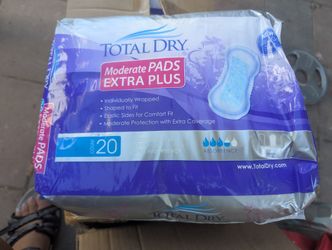 TOTAL DRY
Moderate PADS
EXTRA PLUS
• Individually Wrapped
• Shaped to Fit
• Elastic Sides for Comfort Fit
• Moderate Protection with Extra Coverage
20
ABSORBENCY
www.TotalDry.com
Moderate PADS
TOTAL DRY